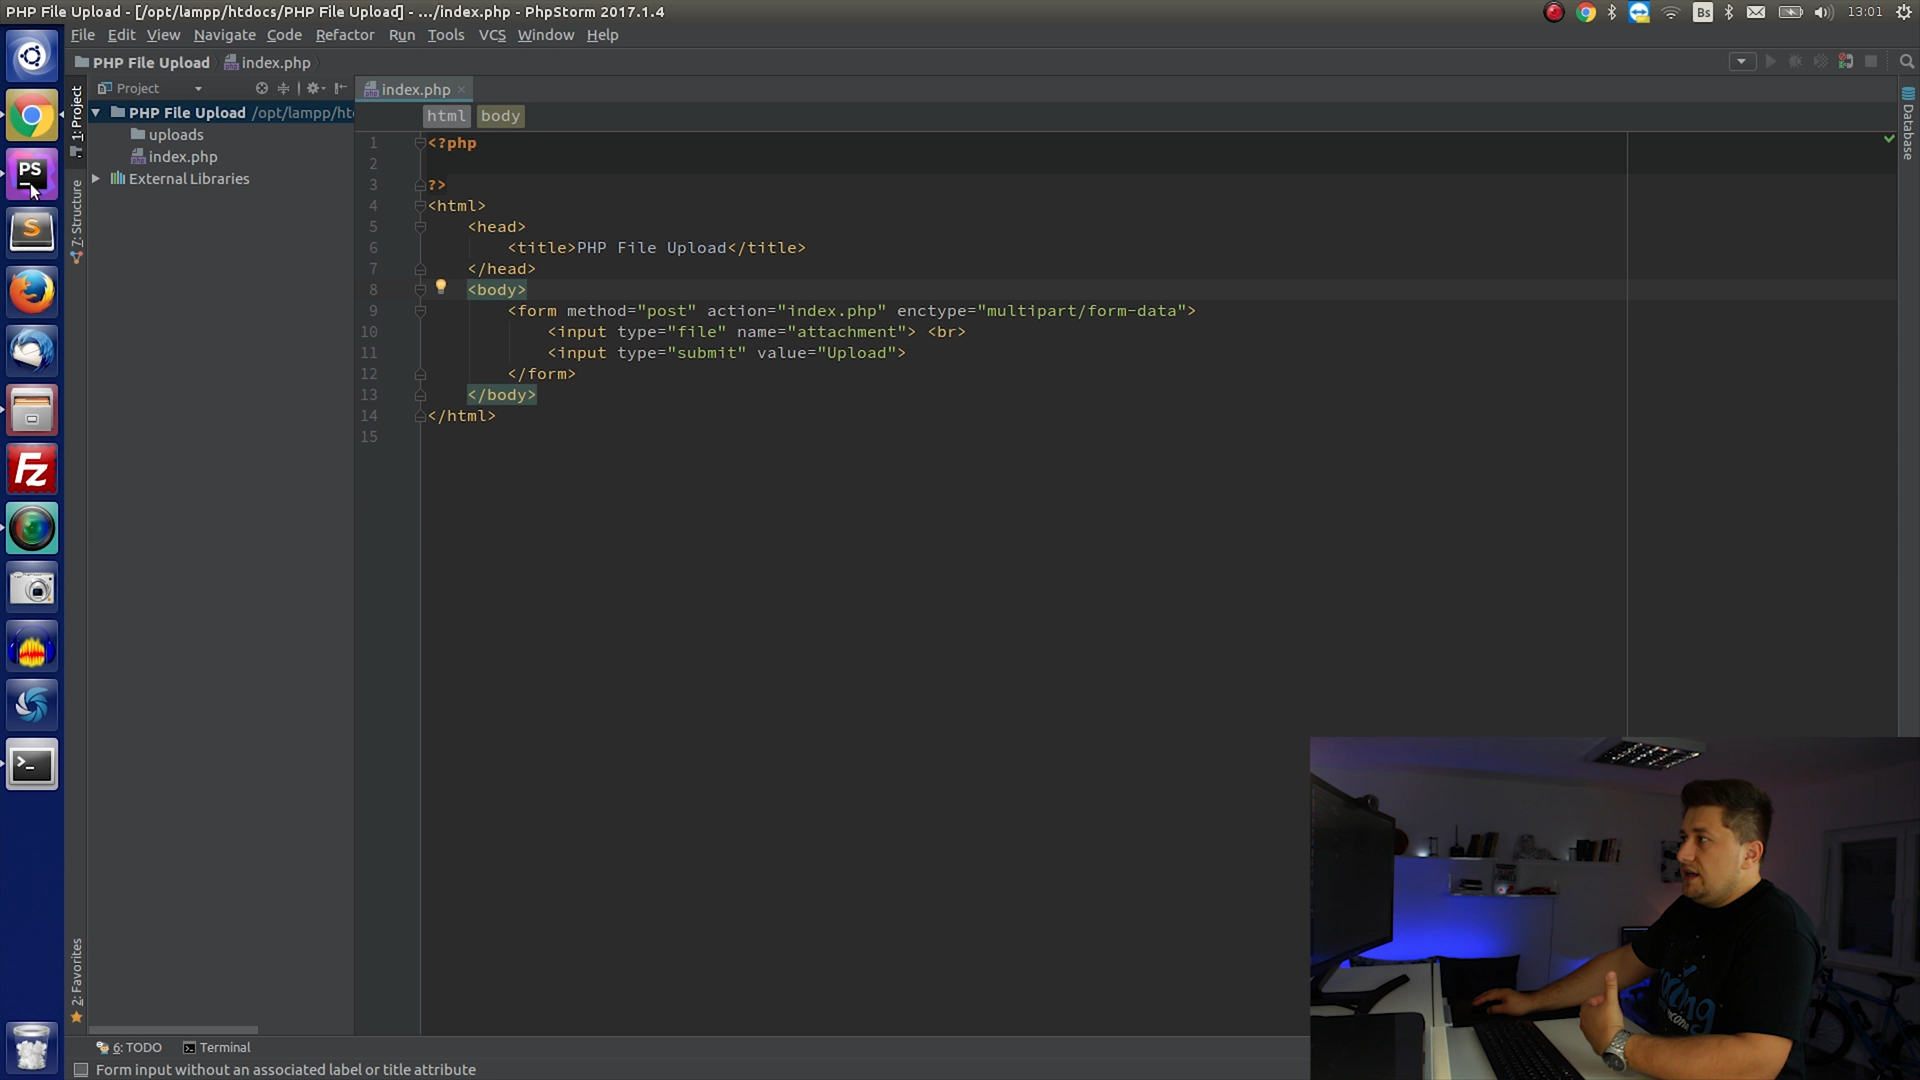 PHP File Upload - [/opt/lampp/htdocs/PHP File Upload] - .../index.php - PhpStorm 2017.1.4
Bs
13:01
File Edit View Navigate Code Refactor Run Tools VCS Window Help
PHP File Upload index.php
Project
index.php
PHP File Upload /opt/lampp/htd
uploads
index.php
External Libraries
1: Project
7: Structure
2: Favorites
Database
html body
1 <?php
2
3 ?>
4 <html>
5 <head>
6 <title>PHP File Upload</title>
7 </head>
8 <body>
9 <form method="post" action="index.php" enctype="multipart/form-data">
10 <input type="file" name="attachment"> <br>
11 <input type="submit" value="Upload">
12 </form>
13 </body>
14 </html>
15
PS
S
Fz
6: TODO Terminal
Form input without an associated label or title attribute